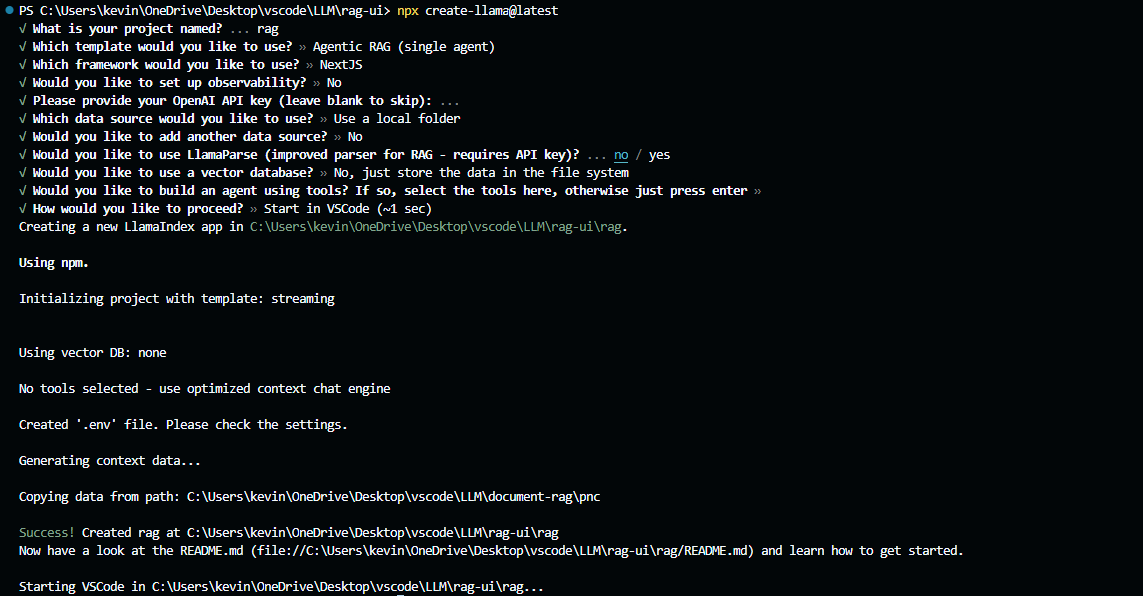 PS C:\Users\kevin\OneDrive\Desktop\vscode\LLM\rag-ui> npx create-llama@latest
√ What is your project named? ... rag
√ Which template would you like to use? » Agentic RAG (single agent)
√ Which framework would you like to use? » NextJS
√ Would you like to set up observability? » No
√ Please provide your OpenAI API key (leave blank to skip): ...
√ Which data source would you like to use? » Use a local folder
√ Would you like to add another data source? » No
√ Would you like to use LlamaParse (improved parser for RAG - requires API key)? ... no / yes
√ Would you like to use a vector database? » No, just store the data in the file system
√ Would you like to build an agent using tools? If so, select the tools here, otherwise just press enter »
√ How would you like to proceed? » Start in VSCode (~1 sec)
Creating a new LlamaIndex app in C:\Users\kevin\OneDrive\Desktop\vscode\LLM\rag-ui\rag.
Using npm.
Initializing project with template: streaming
Using vector DB: none
No tools selected - use optimized context chat engine
Created '.env' file. Please check the settings.
Generating context data...
Copying data from path: C:\Users\kevin\OneDrive\Desktop\vscode\LLM\document-rag\pnc
Success! Created rag at C:\Users\kevin\OneDrive\Desktop\vscode\LLM\rag-ui\rag
Now have a look at the README.md (file://C:\Users\kevin\OneDrive\Desktop\vscode\LLM\rag-ui\rag/README.md) and learn how to get started.
Starting VSCode in C:\Users\kevin\OneDrive\Desktop\vscode\LLM\rag-ui\rag...